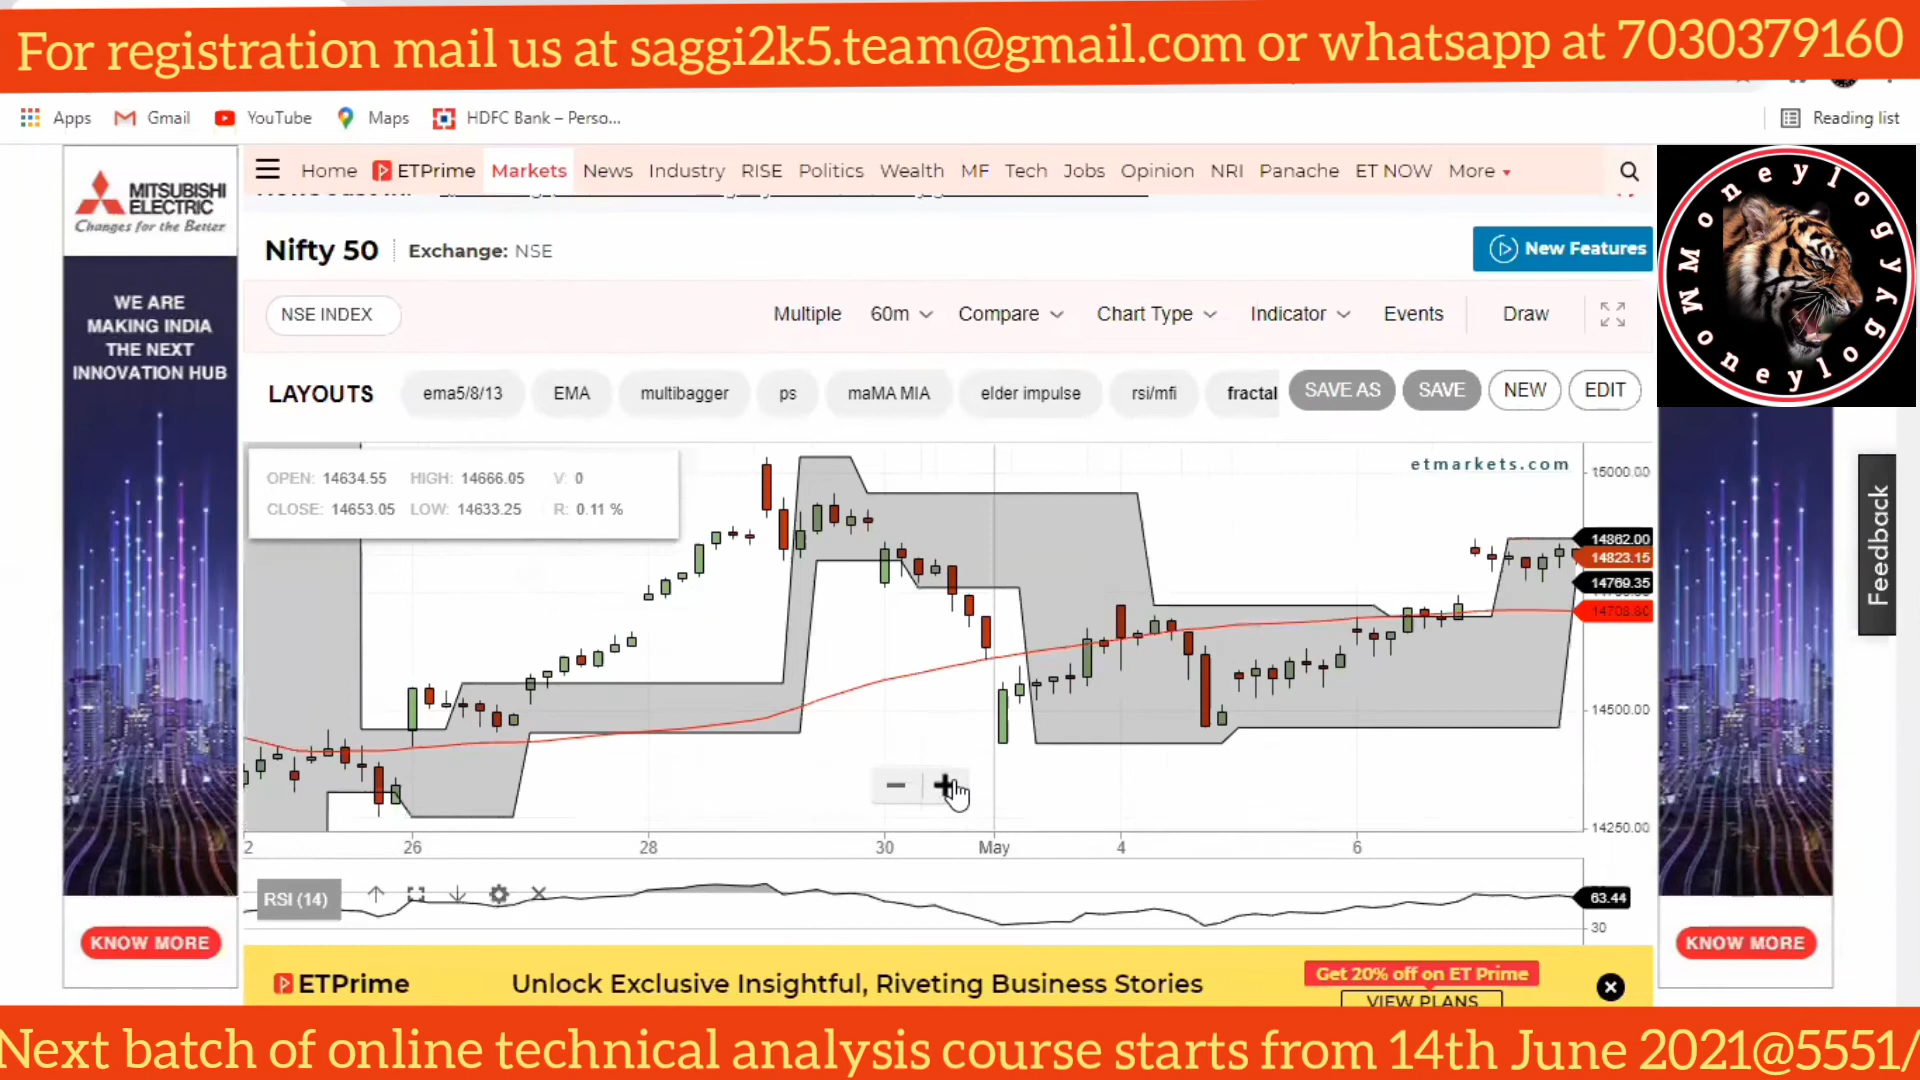 For registration mail us at saggi2k5.team@gmail.com or whatsapp at 7030379160
Apps Gmail YouTube Maps HDFC Bank – Perso... Reading list
MITSUBISHI
ELECTRIC
Changes for the Better
WE ARE
MAKING INDIA
THE NEXT
INNOVATION HUB
KNOW MORE
Home ETPrime Markets News Industry RISE Politics Wealth MF Tech Jobs Opinion NRI Panache ET NOW More
Nifty 50 Exchange: NSE New Features
NSE INDEX Multiple 60m Compare Chart Type Indicator Events Draw
LAYOUTS ema5/8/13 EMA multibagger ps maMA MIA elder impulse rsi/mfi fractal SAVE AS SAVE NEW EDIT
OPEN: 14634.55 HIGH: 14666.05 V: 0
CLOSE: 14653.05 LOW: 14633.25 R: 0.11 %
etmarkets.com
15000.00
14862.00
14823.15
14769.35
14708.80
14500.00
14250.00
2 26 28 30 May 4 6
RSI (14)
63.44
30
ETPrime Unlock Exclusive Insightful, Riveting Business Stories
Get 20% off on ET Prime
VIEW PLANS
Moneylogyy
Moneylogyy
Feedback
KNOW MORE
Next batch of online technical analysis course starts from 14th June 2021@5551/